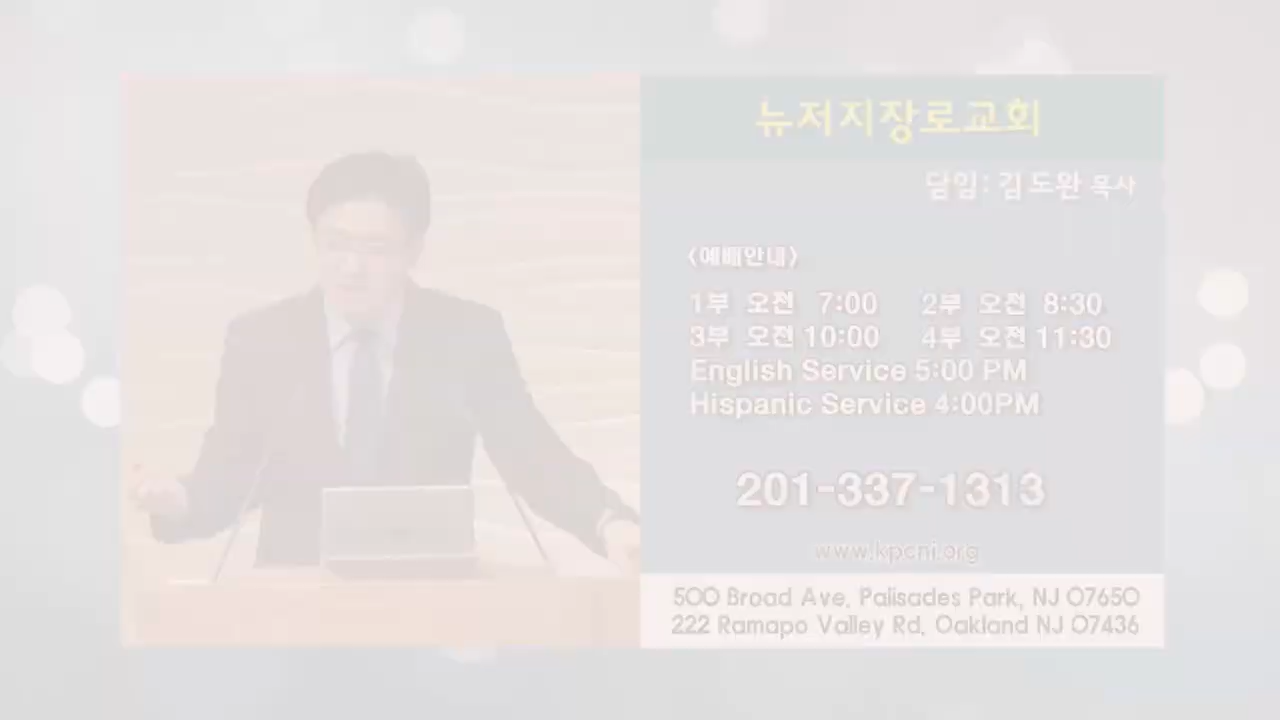 뉴저지장로교회
담임: 김도완 목사
<예배안내>
1부 오전 7:00 2부 오전 8:30
3부 오전 10:00 4부 오전 11:30
English Service 5:00 PM
Hispanic Service 4:00PM
201-337-1313
www.kpcnj.org
500 Broad Ave, Palisades Park, NJ 07650
222 Ramapo Valley Rd, Oakland NJ 07436